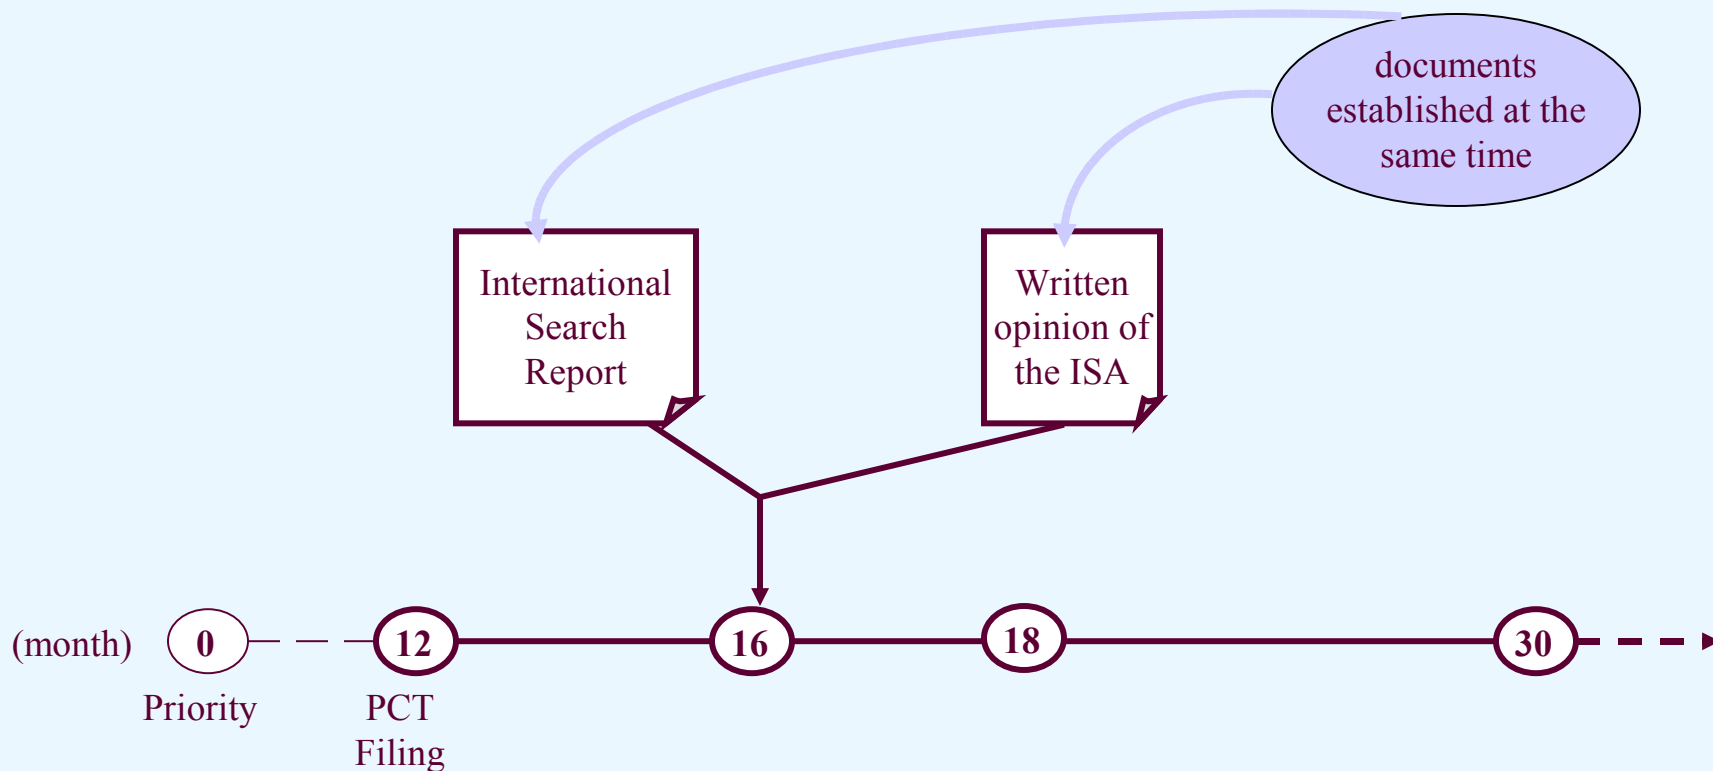 documents
established at the
same time
International
Search
Report
Written
opinion of
the ISA
(month) 0 12 16 18 30
Priority
PCT
Filing